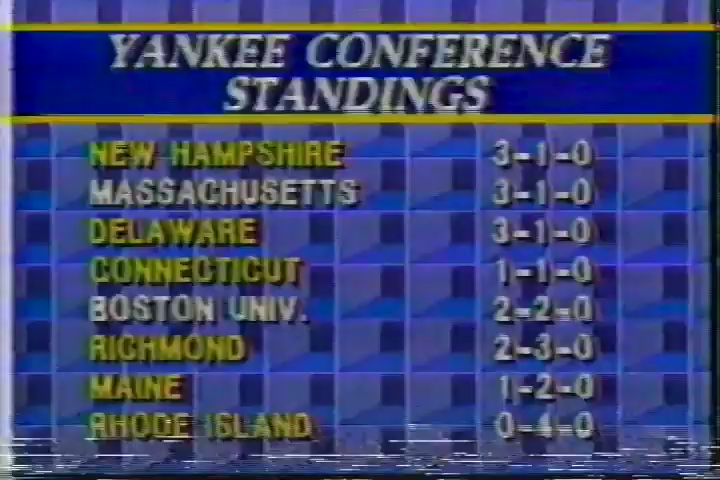 YANKEE CONFERENCE
STANDINGS
NEW HAMPSHIRE 3-1-0
MASSACHUSETTS 3-1-0
DELAWARE 3-1-0
CONNECTICUT 1-1-0
BOSTON UNIV. 2-2-0
RICHMOND 2-3-0
MAINE 1-2-0
RHODE ISLAND 0-4-0